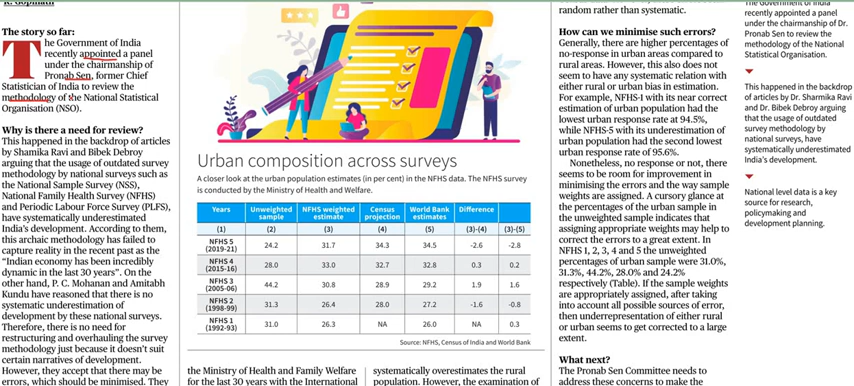 R. Gopinath
The story so far:
The Government of India
recently appointed a panel
under the chairmanship of
Pronab Sen, former Chief
Statistician of India to review the
methodology of the National Statistical
Organisation (NSO).
Why is there a need for review?
This happened in the backdrop of articles
by Shamika Ravi and Bibek Debroy
arguing that the usage of outdated survey
methodology by national surveys such as
the National Sample Survey (NSS),
National Family Health Survey (NFHS)
and Periodic Labour Force Survey (PLFS),
have systematically underestimated
India's development. According to them,
this archaic methodology has failed to
capture reality in the recent past as the
"Indian economy has been incredibly
dynamic in the last 30 years". On the
other hand, P. C. Mohanan and Amitabh
Kundu have reasoned that there is no
systematic underestimation of
development by these national surveys.
Therefore, there is no need for
restructuring and overhauling the survey
methodology just because it doesn't suit
certain narratives of development.
However, they accept that there may be
errors, which should be minimised. They
Urban composition across surveys
A closer look at the urban population estimates (in per cent) in the NFHS data. The NFHS survey
is conducted by the Ministry of Health and Welfare.
Years Unweighted sample NFHS weighted estimate Census projection World Bank estimates Difference
(1) (2) (3) (4) (5) (3)-(4) (3)-(5)
NFHS 5 (2019-21) 24.2 31.7 34.3 34.5 -2.6 -2.8
NFHS 4 (2015-16) 28.0 33.0 32.7 32.8 0.3 0.2
NFHS 3 (2005-06) 44.2 30.8 28.9 29.2 1.9 1.6
NFHS 2 (1998-99) 31.3 26.4 28.0 27.2 -1.6 -0.8
NFHS 1 (1992-93) 31.0 26.3 NA 26.0 NA 0.3
Source: NFHS, Census of India and World Bank
the Ministry of Health and Family Welfare
for the last 30 years with the International
systematically overestimates the rural
population. However, the examination of
random rather than systematic.
How can we minimise such errors?
Generally, there are higher percentages of
no-response in urban areas compared to
rural areas. However, this also does not
seem to have any systematic relation with
either rural or urban bias in estimation.
For example, NFHS-1 with its near correct
estimation of urban population had the
lowest urban response rate at 94.5%,
while NFHS-5 with its underestimation of
urban population had the second lowest
urban response rate of 95.6%.
Nonetheless, no response or not, there
seems to be room for improvement in
minimising the errors and the way sample
weights are assigned. A cursory glance at
the percentages of the urban sample in
the unweighted sample indicates that
assigning appropriate weights may help to
correct the errors to a great extent. In
NFHS 1, 2, 3, 4 and 5 the unweighted
percentages of urban sample were 31.0%,
31.3%, 44.2%, 28.0% and 24.2%
respectively (Table). If the sample weights
are appropriately assigned, after taking
into account all possible sources of error,
then underrepresentation of either rural
or urban seems to get corrected to a large
extent.
What next?
The Pronab Sen Committee needs to
address these concerns to make the
The Government of India
recently appointed a panel
under the chairmanship of Dr.
Pronab Sen to review the
methodology of the National
Statistical Organisation.
This happened in the backdrop
of articles by Dr. Sharmika Ravi
and Dr. Bibek Debroy arguing
that the usage of outdated
survey methodology by
national surveys, have
systematically underestimated
India's development.
National level data is a key
source for research,
policymaking and
development planning.